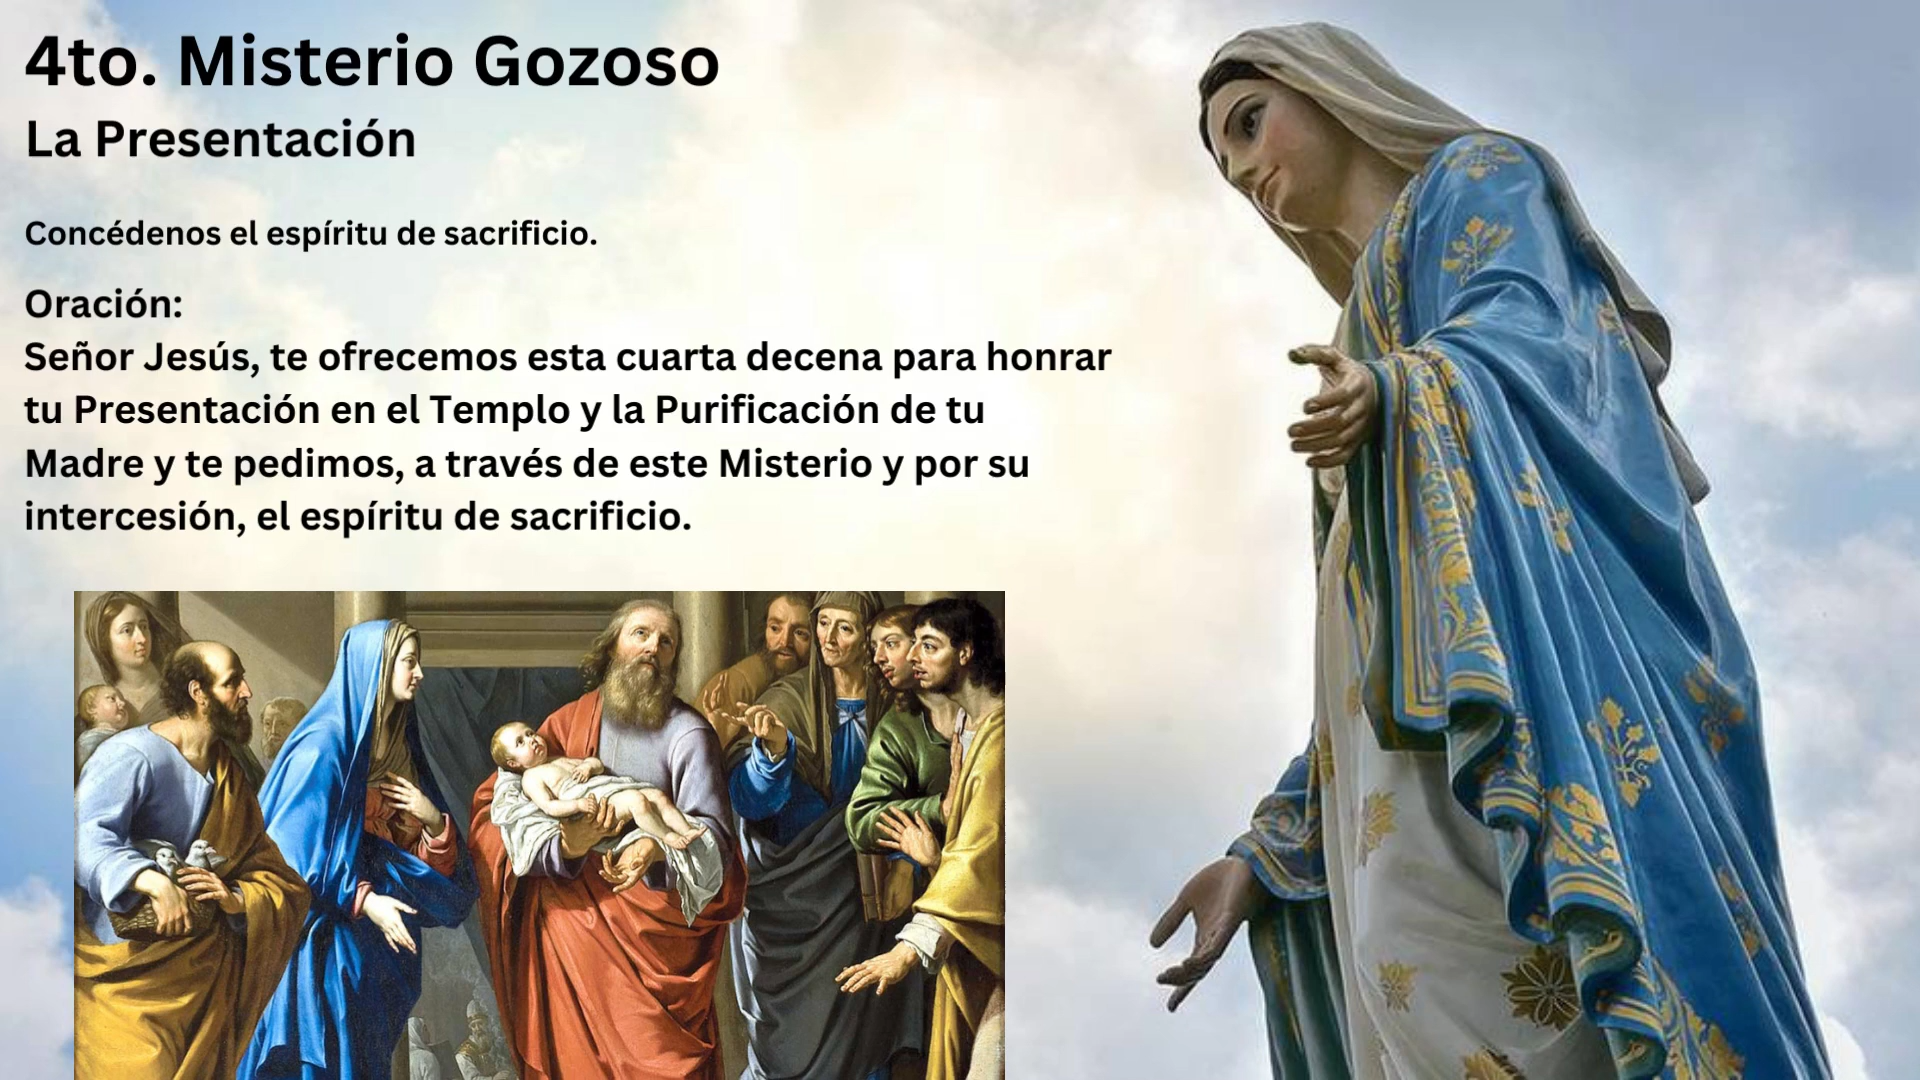 4to. Misterio Gozoso
La Presentación
Concédenos el espíritu de sacrificio.
Oración:
Señor Jesús, te ofrecemos esta cuarta decena para honrar
tu Presentación en el Templo y la Purificación de tu
Madre y te pedimos, a través de este Misterio y por su
intercesión, el espíritu de sacrificio.